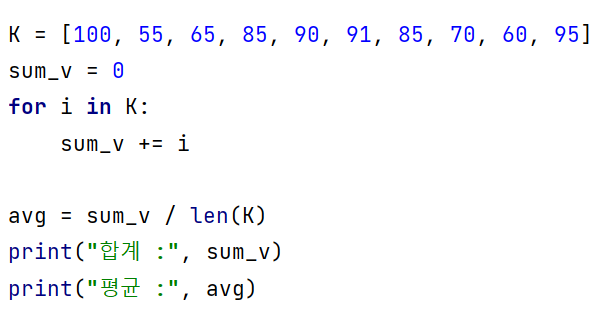 K = [100, 55, 65, 85, 90, 91, 85, 70, 60, 95]
sum_v = 0
for i in K:
    sum_v += i
avg = sum_v / len(K)
print("합계 :", sum_v)
print("평균 :", avg)